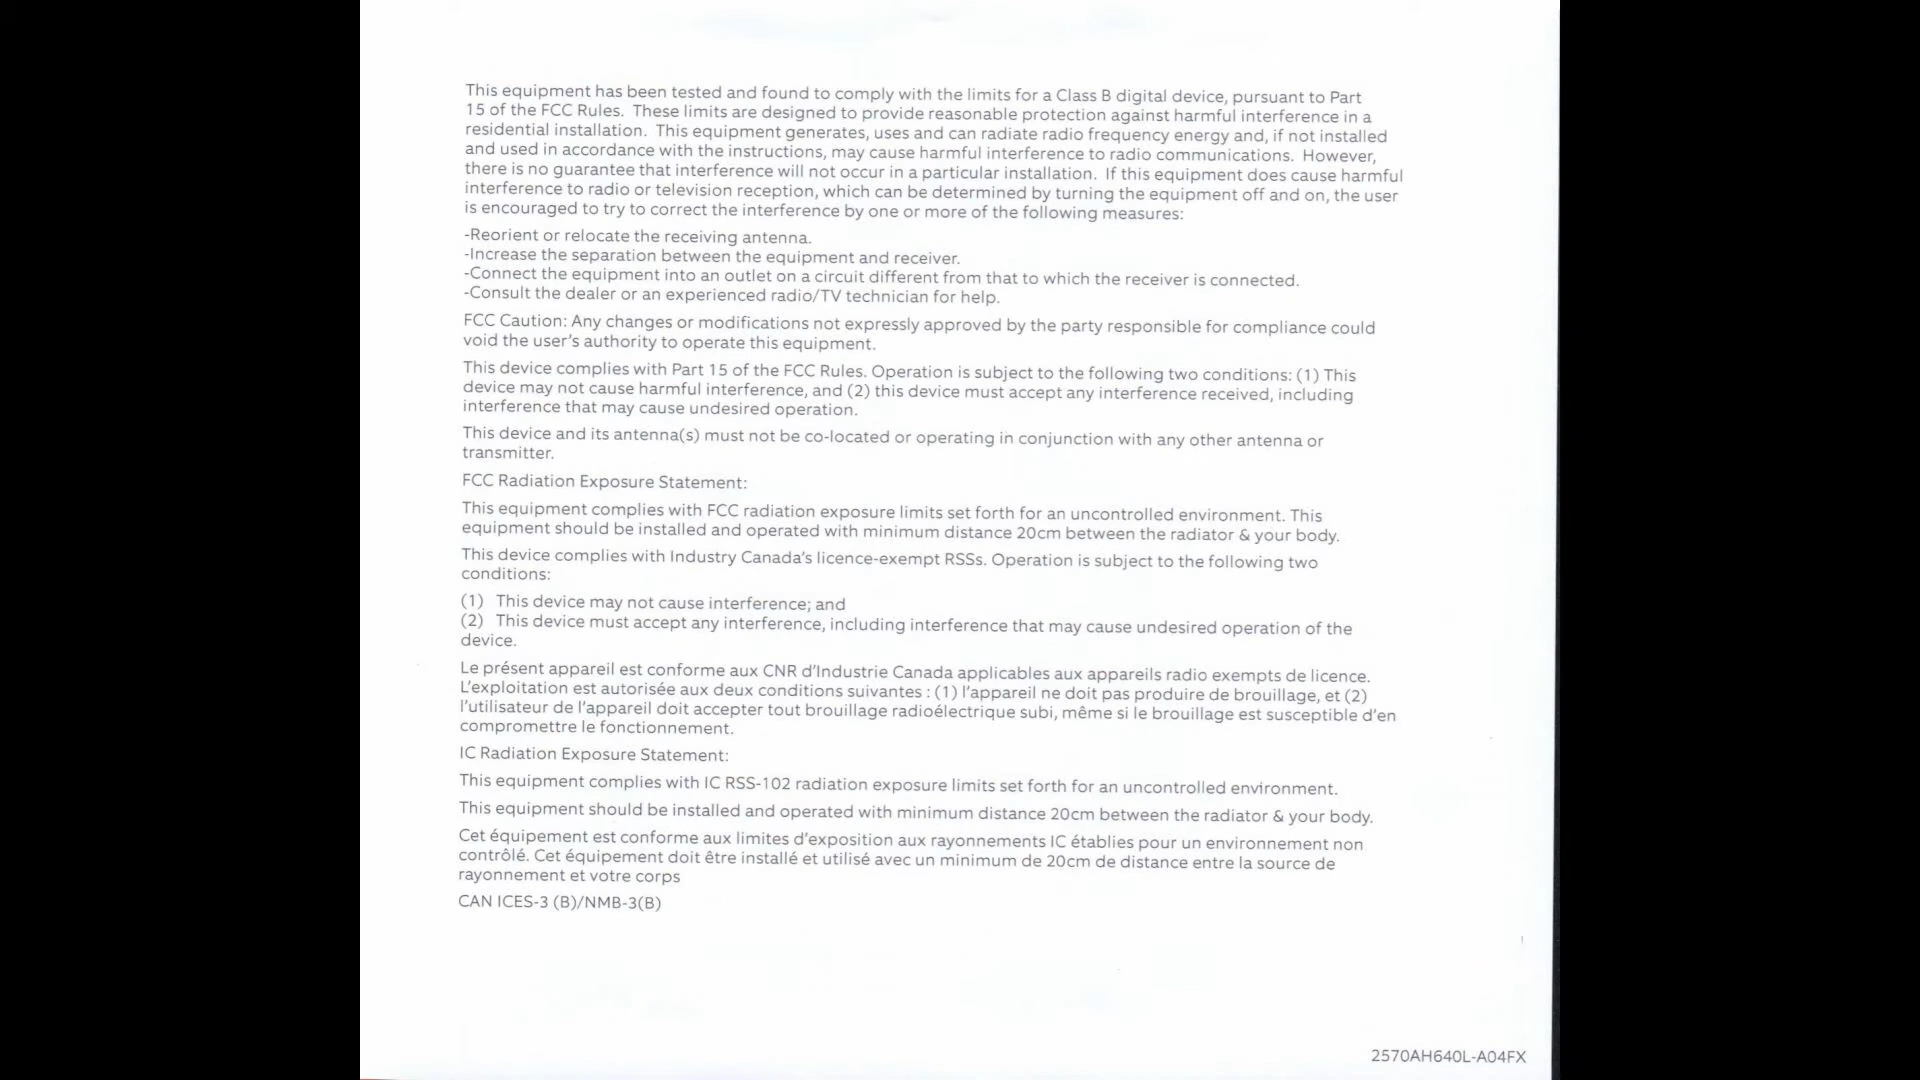 This equipment has been tested and found to comply with the limits for a Class B digital device, pursuant to Part
15 of the FCC Rules. These limits are designed to provide reasonable protection against harmful interference in a
residential installation. This equipment generates, uses and can radiate radio frequency energy and, if not installed
and used in accordance with the instructions, may cause harmful interference to radio communications. However,
there is no guarantee that interference will not occur in a particular installation. If this equipment does cause harmful
interference to radio or television reception, which can be determined by turning the equipment off and on, the user
is encouraged to try to correct the interference by one or more of the following measures:
-Reorient or relocate the receiving antenna.
-Increase the separation between the equipment and receiver.
-Connect the equipment into an outlet on a circuit different from that to which the receiver is connected.
-Consult the dealer or an experienced radio/TV technician for help.
FCC Caution: Any changes or modifications not expressly approved by the party responsible for compliance could
void the user's authority to operate this equipment.
This device complies with Part 15 of the FCC Rules. Operation is subject to the following two conditions: (1) This
device may not cause harmful interference, and (2) this device must accept any interference received, including
interference that may cause undesired operation.
This device and its antenna(s) must not be co-located or operating in conjunction with any other antenna or
transmitter.
FCC Radiation Exposure Statement:
This equipment complies with FCC radiation exposure limits set forth for an uncontrolled environment. This
equipment should be installed and operated with minimum distance 20cm between the radiator & your body.
This device complies with Industry Canada's licence-exempt RSSs. Operation is subject to the following two
conditions:
(1) This device may not cause interference; and
(2) This device must accept any interference, including interference that may cause undesired operation of the
device.
Le présent appareil est conforme aux CNR d'Industrie Canada applicables aux appareils radio exempts de licence.
L'exploitation est autorisée aux deux conditions suivantes : (1) l'appareil ne doit pas produire de brouillage, et (2)
l'utilisateur de l'appareil doit accepter tout brouillage radioélectrique subi, même si le brouillage est susceptible d'en
compromettre le fonctionnement.
IC Radiation Exposure Statement:
This equipment complies with IC RSS-102 radiation exposure limits set forth for an uncontrolled environment.
This equipment should be installed and operated with minimum distance 20cm between the radiator & your body.
Cet équipement est conforme aux limites d'exposition aux rayonnements IC établies pour un environnement non
contrôlé. Cet équipement doit être installé et utilisé avec un minimum de 20cm de distance entre la source de
rayonnement et votre corps
CAN ICES-3 (B)/NMB-3(B)
2570AH640L-A04FX